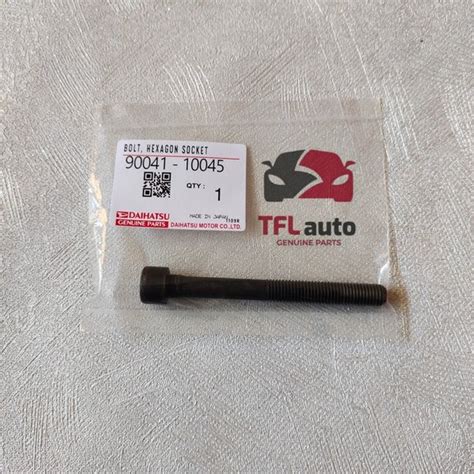 BOLT, HEXAGON SOCKET
90041 - 10045
QTY :
1
MADE IN JAPAN
1109R
DAIHATSU
GENUINE PARTS
DAIHATSU MOTOR CO.,LTD.
TFL auto
GENUINE PARTS